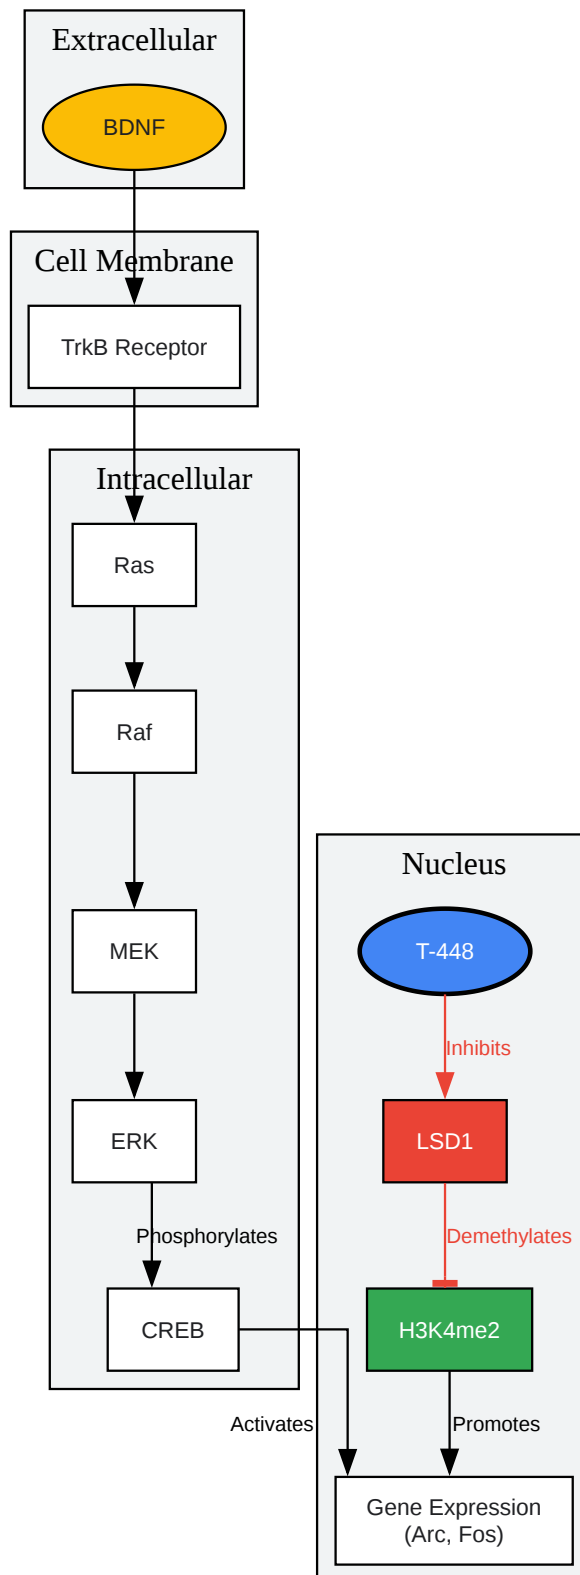 Extracellular
BDNF
Cell Membrane
TrkB Receptor
Intracellular
Ras
Raf
MEK
ERK
Phosphorylates
CREB
Activates
Nucleus
T-448
Inhibits
LSD1
Demethylates
H3K4me2
Promotes
Gene Expression
(Arc, Fos)